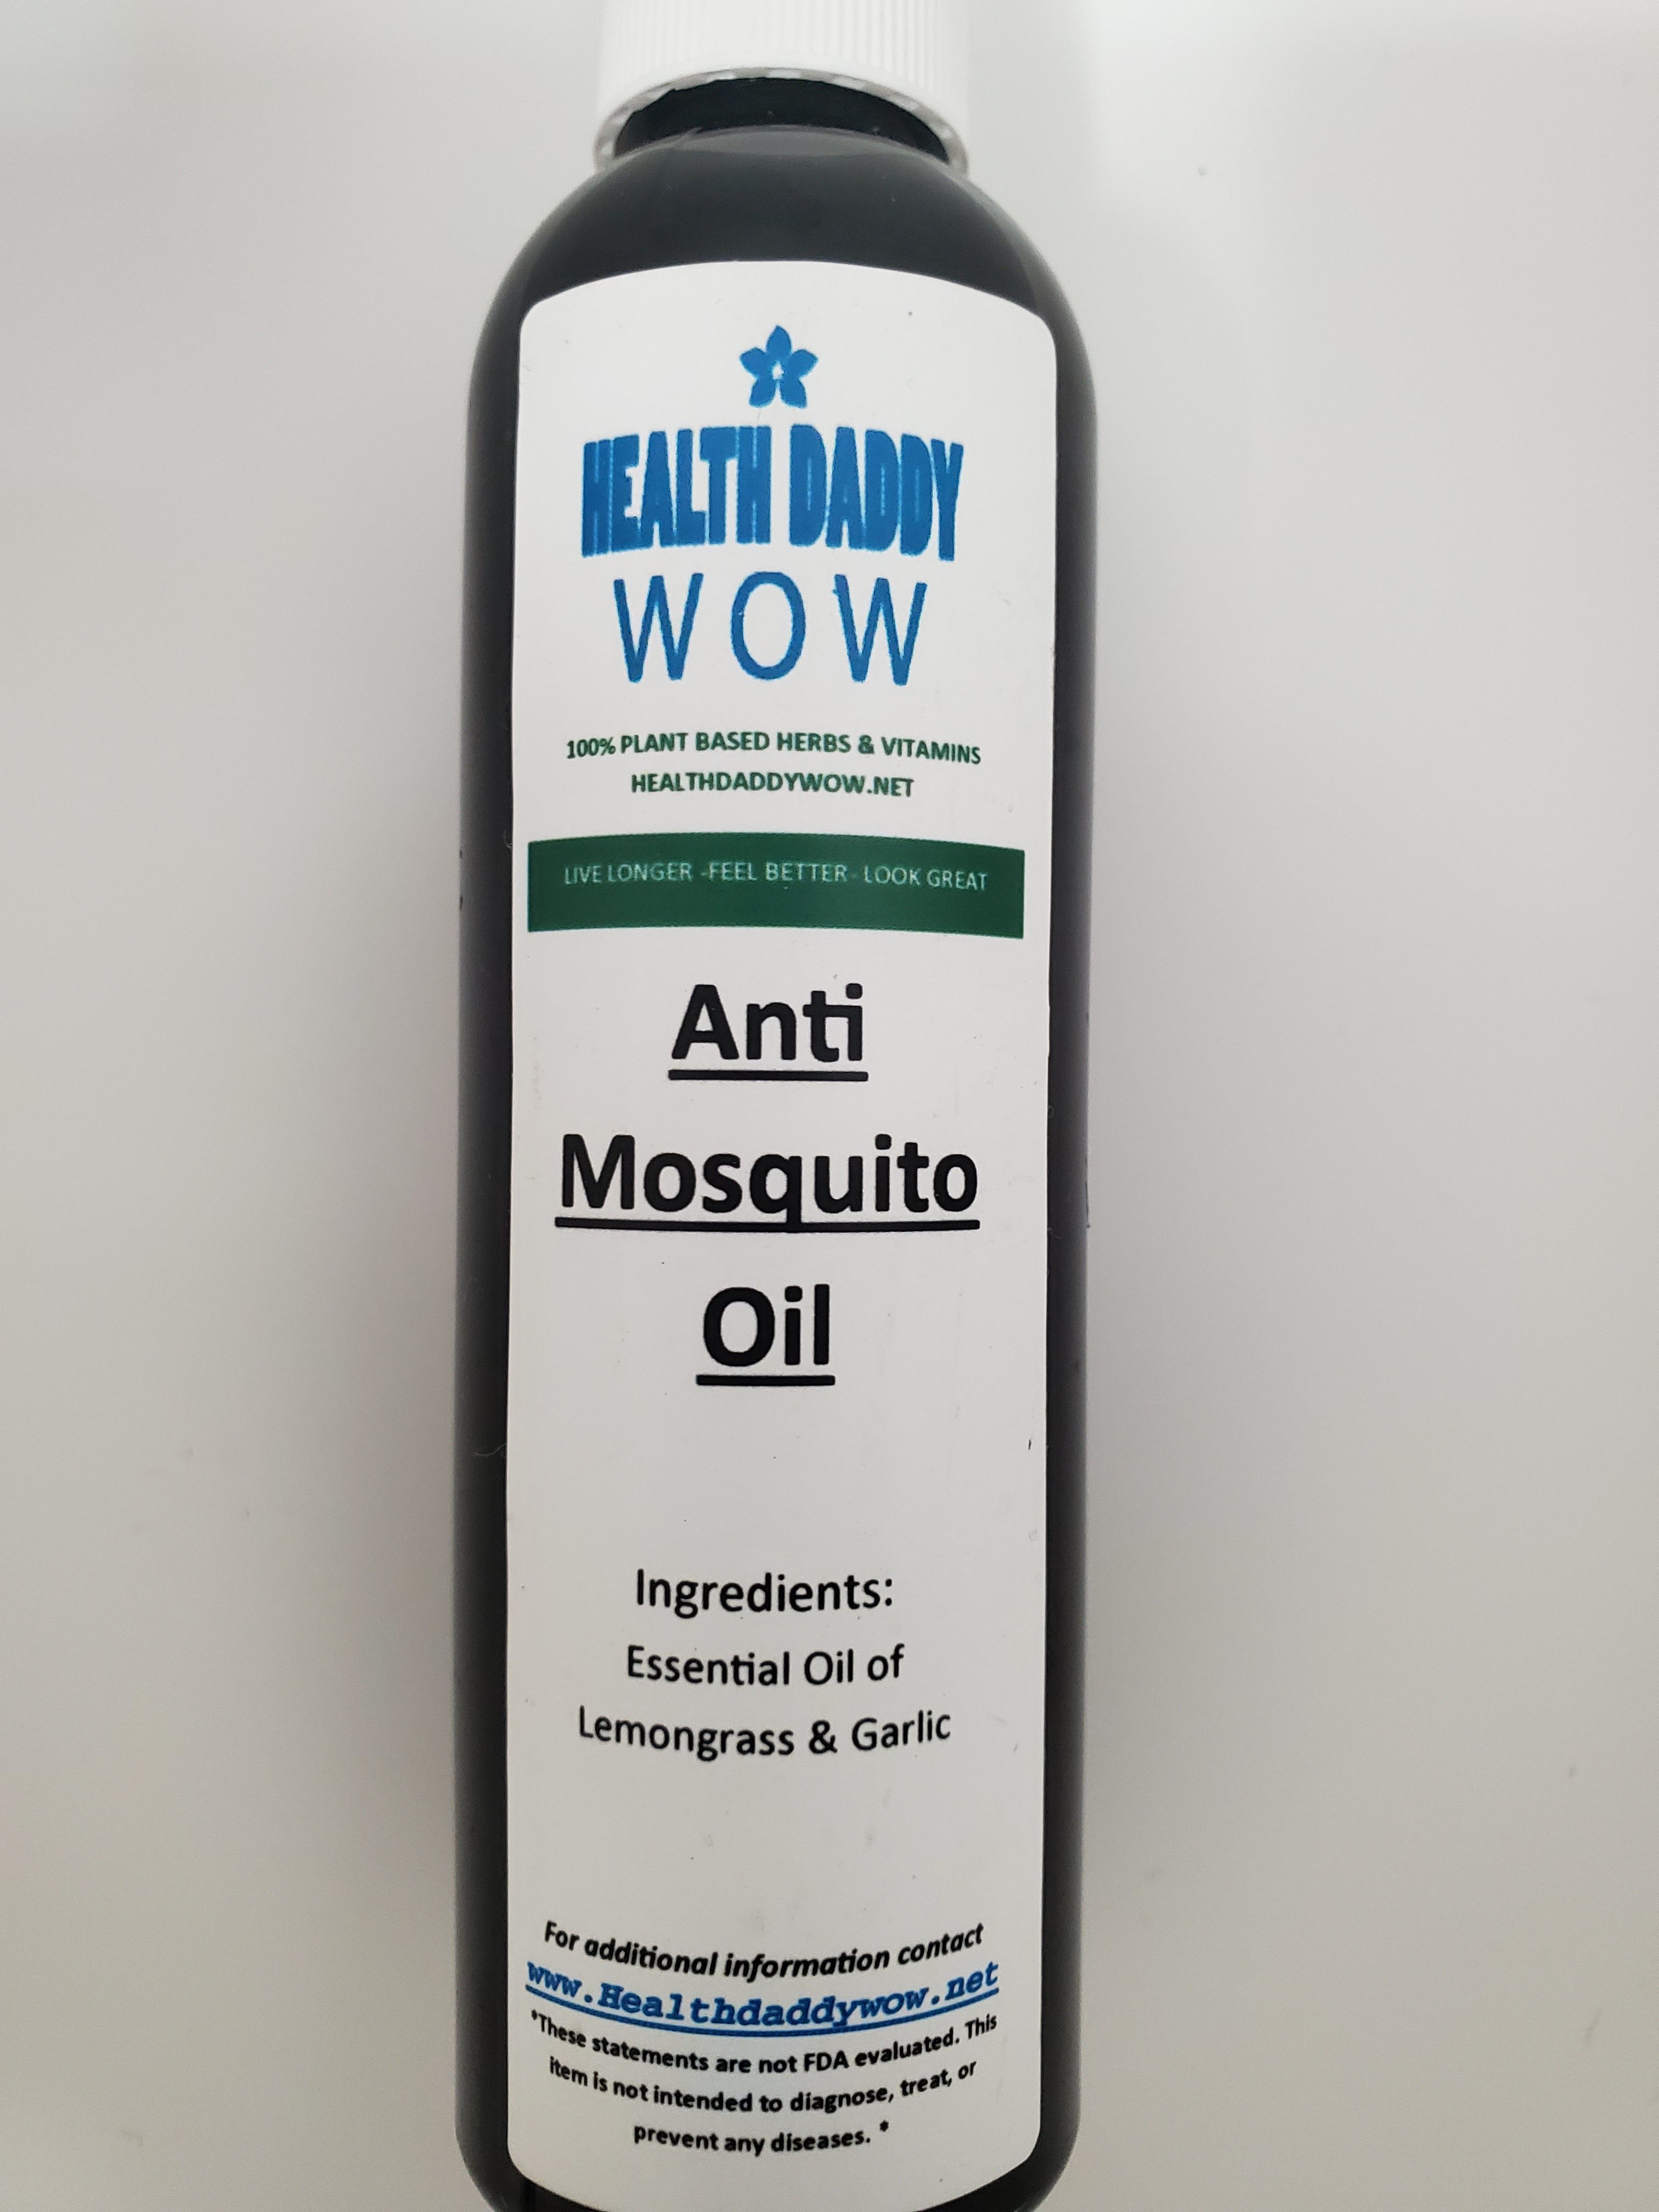 HEALTH DADDY
WOW
100% PLANT BASED HERBS & VITAMINS
HEALTHDADDYWOW.NET
LIVE LONGER -FEEL BETTER- LOOK GREAT
Anti
Mosquito
Oil
Ingredients:
Essential Oil of
Lemongrass & Garlic
For additional information contact
www.Healthdaddywow.net
*These statements are not FDA evaluated. This
item is not intended to diagnose, treat, or
prevent any diseases. *